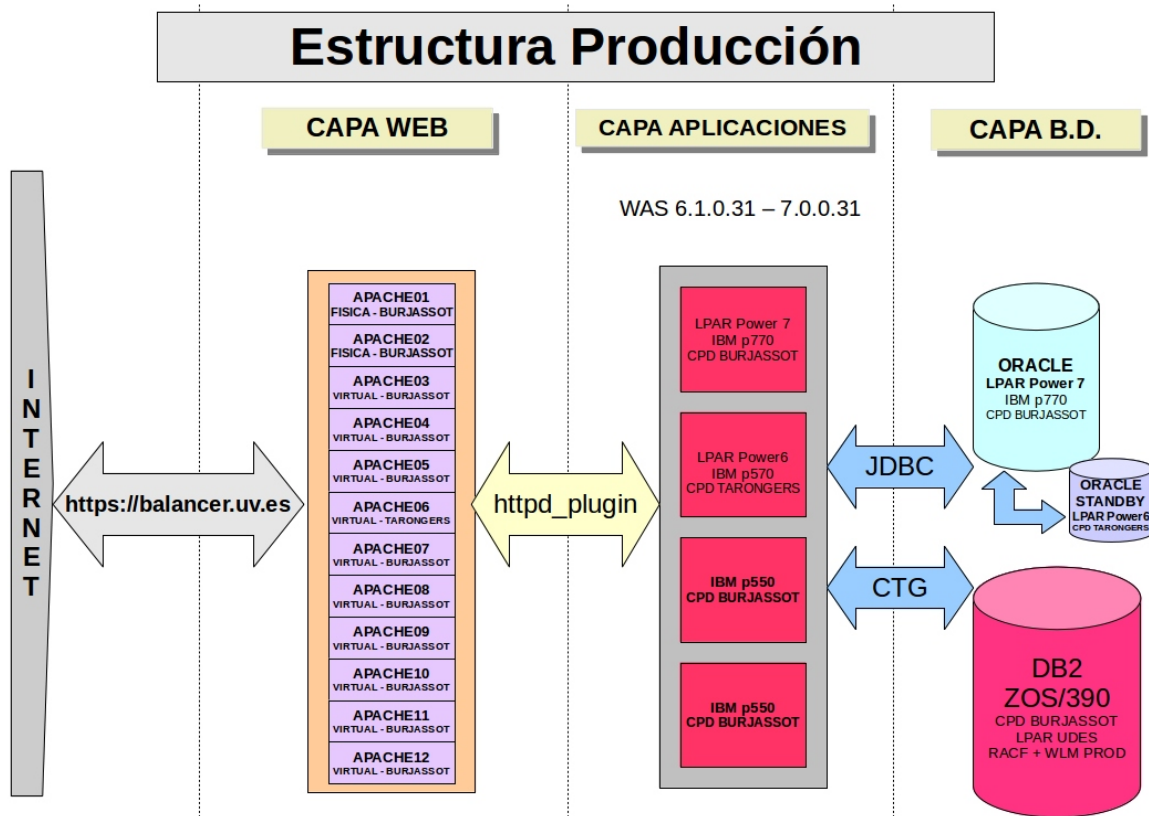 Estructura Producción
CAPA WEB
CAPA APLICACIONES
CAPA B.D.
WAS 6.1.0.31 – 7.0.0.31
INTERNET
https://balancer.uv.es
APACHE01
FISICA - BURJASSOT
APACHE02
FISICA - BURJASSOT
APACHE03
VIRTUAL - BURJASSOT
APACHE04
VIRTUAL - BURJASSOT
APACHE05
VIRTUAL - BURJASSOT
APACHE06
VIRTUAL - TARONGERS
APACHE07
VIRTUAL - BURJASSOT
APACHE08
VIRTUAL - BURJASSOT
APACHE09
VIRTUAL - BURJASSOT
APACHE10
VIRTUAL - BURJASSOT
APACHE11
VIRTUAL - BURJASSOT
APACHE12
VIRTUAL - BURJASSOT
httpd_plugin
LPAR Power 7
IBM p770
CPD BURJASSOT
LPAR Power6
IBM p570
CPD TARONGERS
IBM p550
CPD BURJASSOT
IBM p550
CPD BURJASSOT
JDBC
CTG
ORACLE
LPAR Power 7
IBM p770
CPD BURJASSOT
ORACLE
STANDBY
LPAR Power6
CPD TARONGERS
DB2
ZOS/390
CPD BURJASSOT
LPAR UDES
RACF + WLM PROD